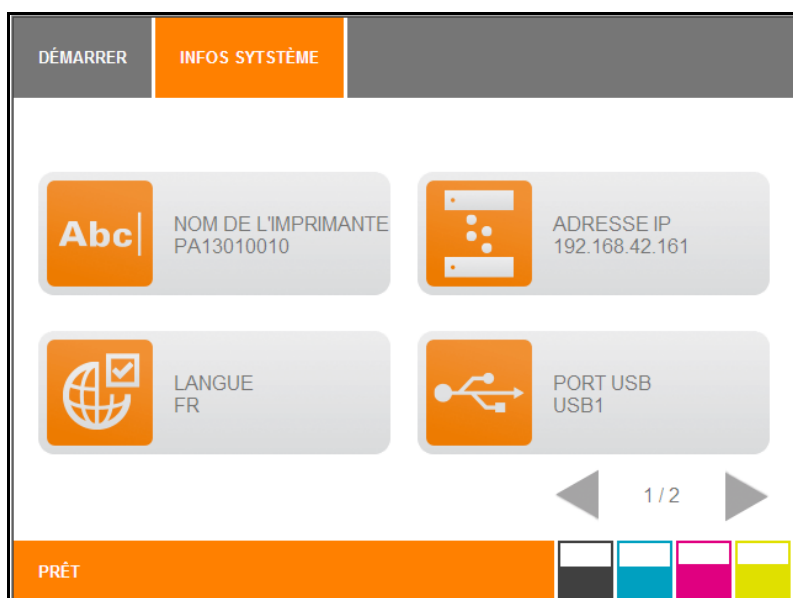 DÉMARRER
INFOS SYTSTÈME
Abc
NOM DE L'IMPRIMANTE
PA13010010
ADRESSE IP
192.168.42.161
LANGUE
FR
PORT USB
USB1
1 / 2
PRÊT